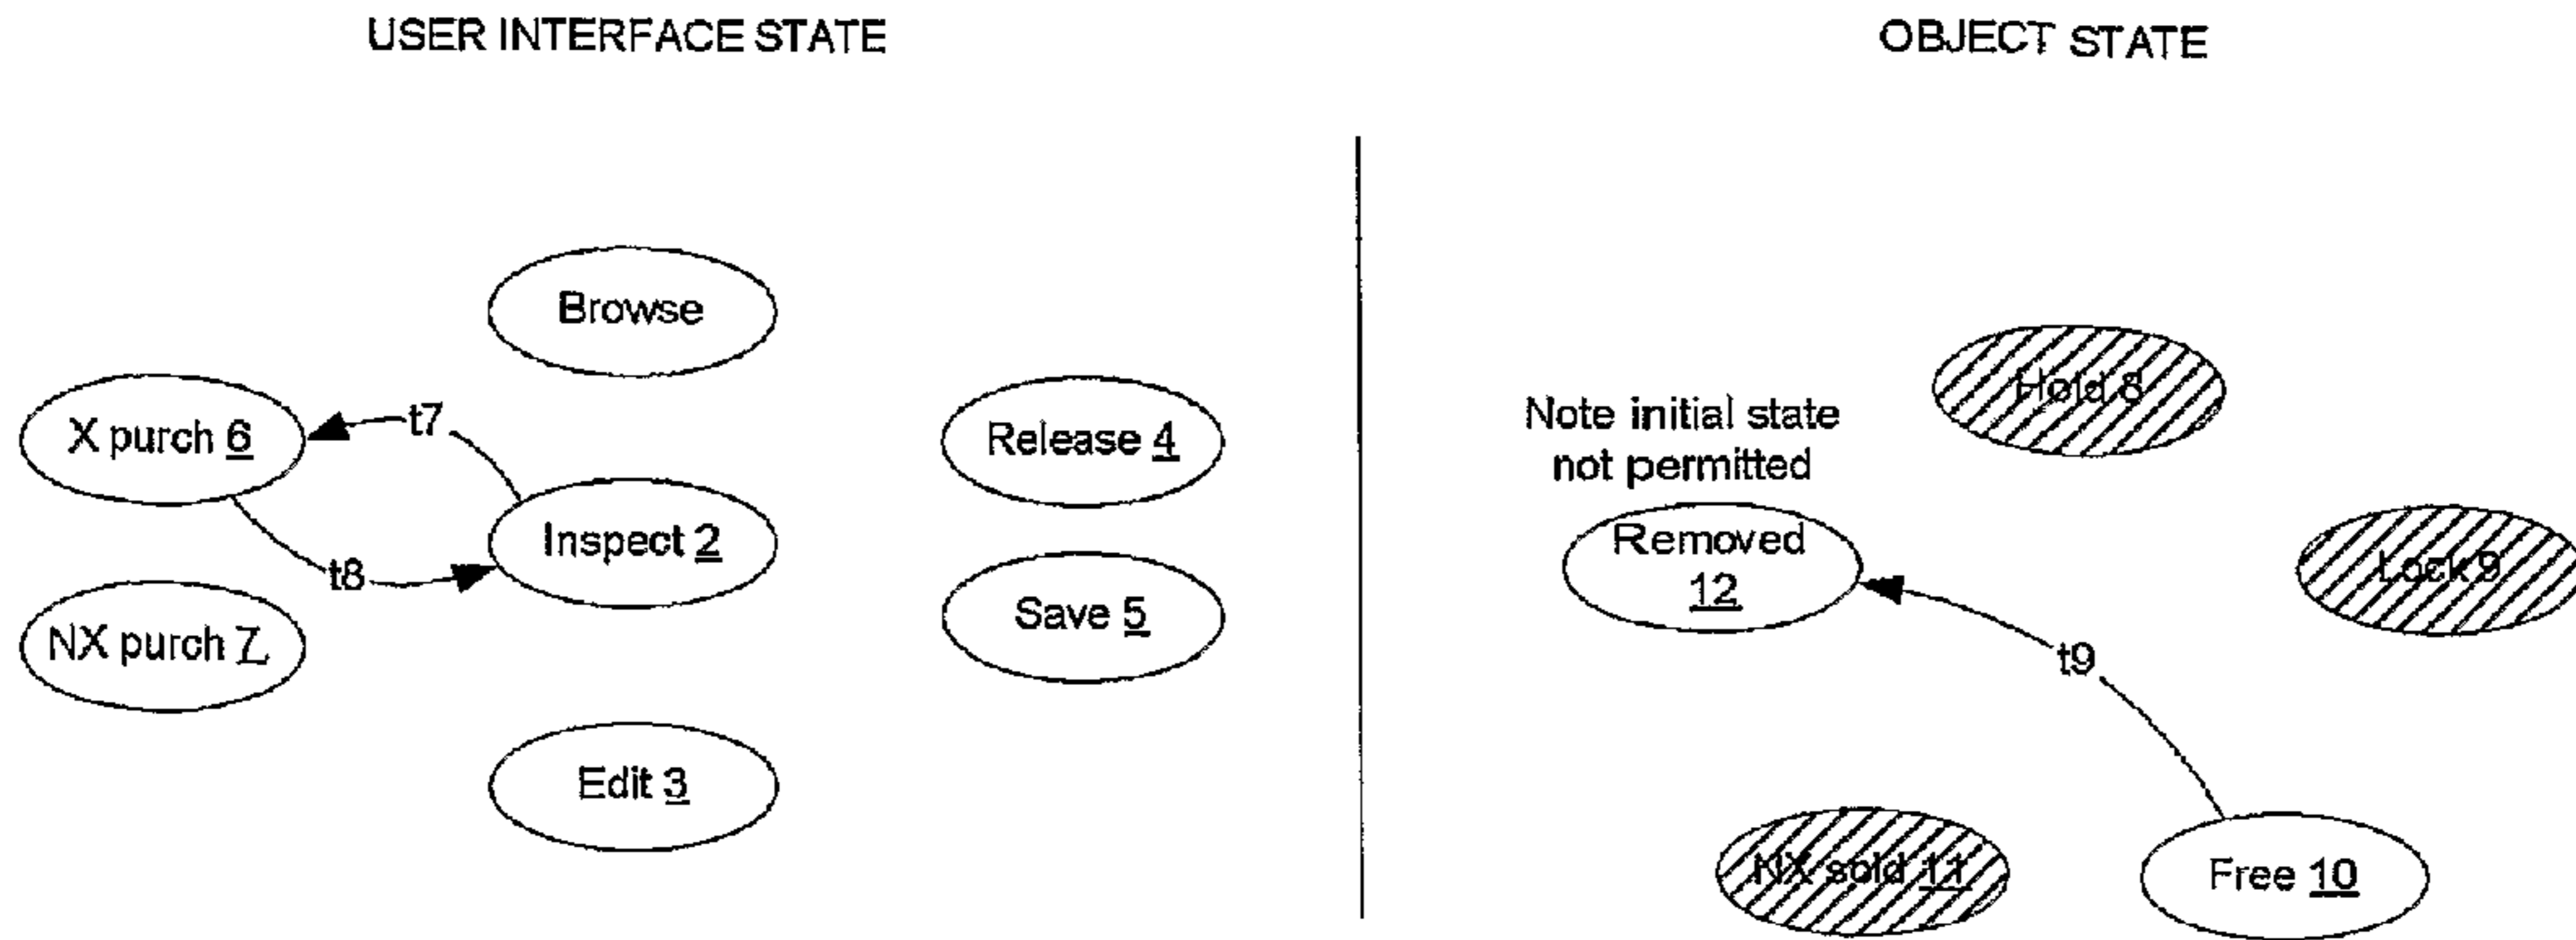 USER INTERFACE STATE
OBJECT STATE
Browse
X purch 6
t7
Release 4
Inspect 2
t8
NX purch 7
Save 5
Edit 3
Hold 8
Note initial state
not permitted
Removed
12
Lock 9
t9
NX sold 11
Free 10